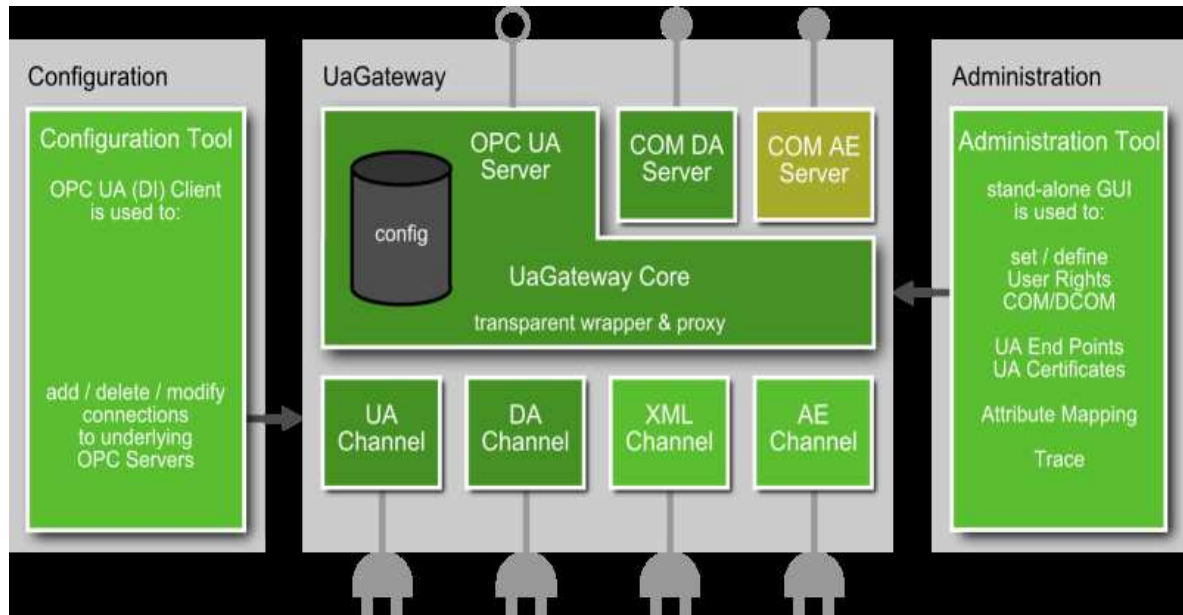 Configuration
Configuration Tool
OPC UA (DI) Client
is used to:
add / delete / modify
connections
to underlying
OPC Servers
UaGateway
OPC UA
Server
COM DA
Server
COM AE
Server
config
UaGateway Core
transparent wrapper & proxy
UA
Channel
DA
Channel
XML
Channel
AE
Channel
Administration
Administration Tool
stand-alone GUI
is used to:
set / define
User Rights
COM/DCOM
UA End Points
UA Certificates
Attribute Mapping
Trace